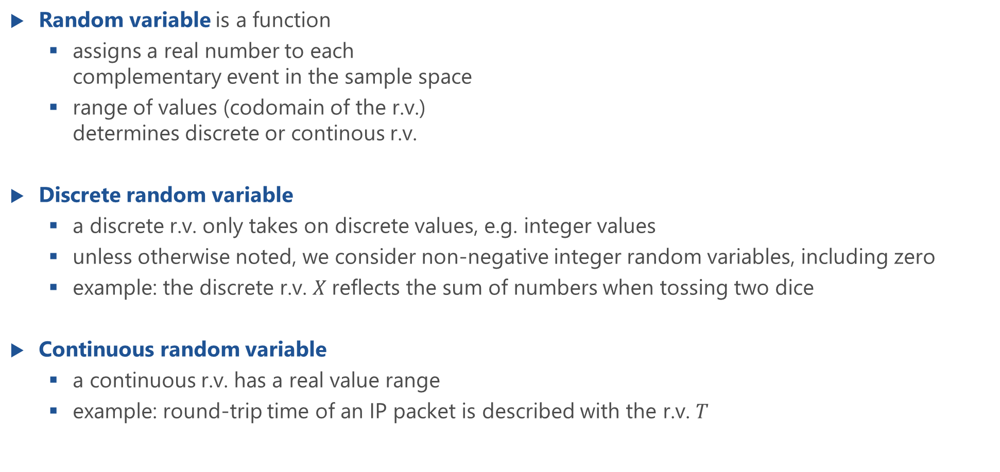 Random variable is a function
assigns a real number to each
complementary event in the sample space
range of values (codomain of the r.v.)
determines discrete or continous r.v.
Discrete random variable
a discrete r.v. only takes on discrete values, e.g. integer values
unless otherwise noted, we consider non-negative integer random variables, including zero
example: the discrete r.v. X reflects the sum of numbers when tossing two dice
Continuous random variable
a continuous r.v. has a real value range
example: round-trip time of an IP packet is described with the r.v. T